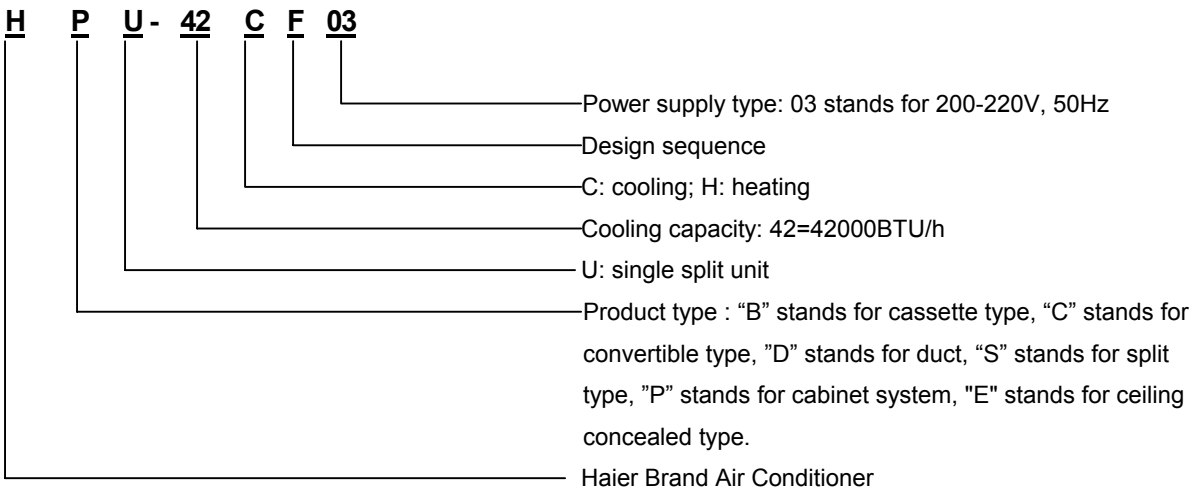 H P U - 42 C F 03
Power supply type: 03 stands for 200-220V, 50Hz
Design sequence
C: cooling; H: heating
Cooling capacity: 42=42000BTU/h
U: single split unit
Product type : “B” stands for cassette type, “C” stands for
convertible type, ”D” stands for duct, “S” stands for split
type, ”P” stands for cabinet system, "E" stands for ceiling
concealed type.
Haier Brand Air Conditioner